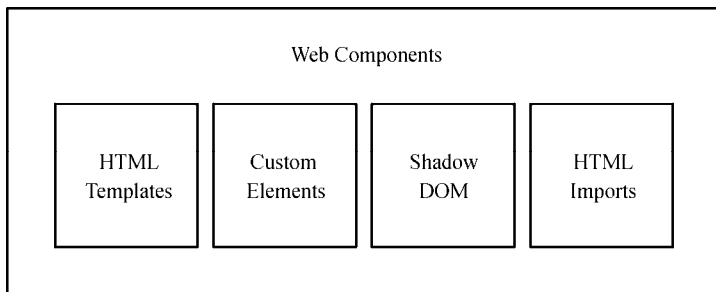 Web Components
HTML
Templates
Custom
Elements
Shadow
DOM
HTML
Imports